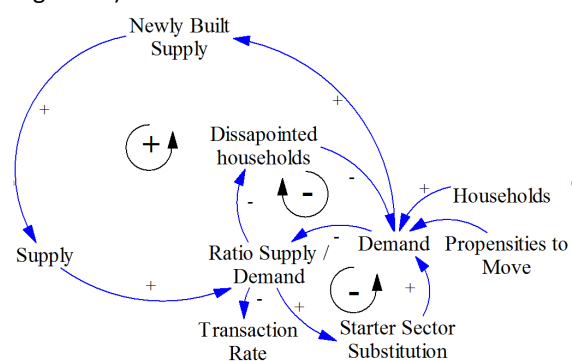 Newly Built
Supply
+
+
+
Dissapointed
households
-
-
-
+
Households
Supply
Ratio Supply /
Demand
-
Demand
Propensities to
Move
+
-
+
-
+
Transaction
Rate
Starter Sector
Substitution